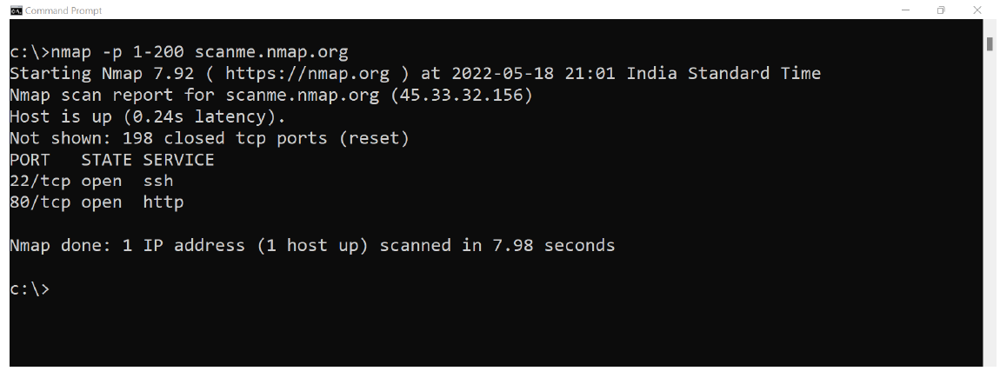 Command Prompt
c:\>nmap -p 1-200 scanme.nmap.org
Starting Nmap 7.92 ( https://nmap.org ) at 2022-05-18 21:01 India Standard Time
Nmap scan report for scanme.nmap.org (45.33.32.156)
Host is up (0.24s latency).
Not shown: 198 closed tcp ports (reset)
PORT   STATE SERVICE
22/tcp open  ssh
80/tcp open  http
Nmap done: 1 IP address (1 host up) scanned in 7.98 seconds
c:\>